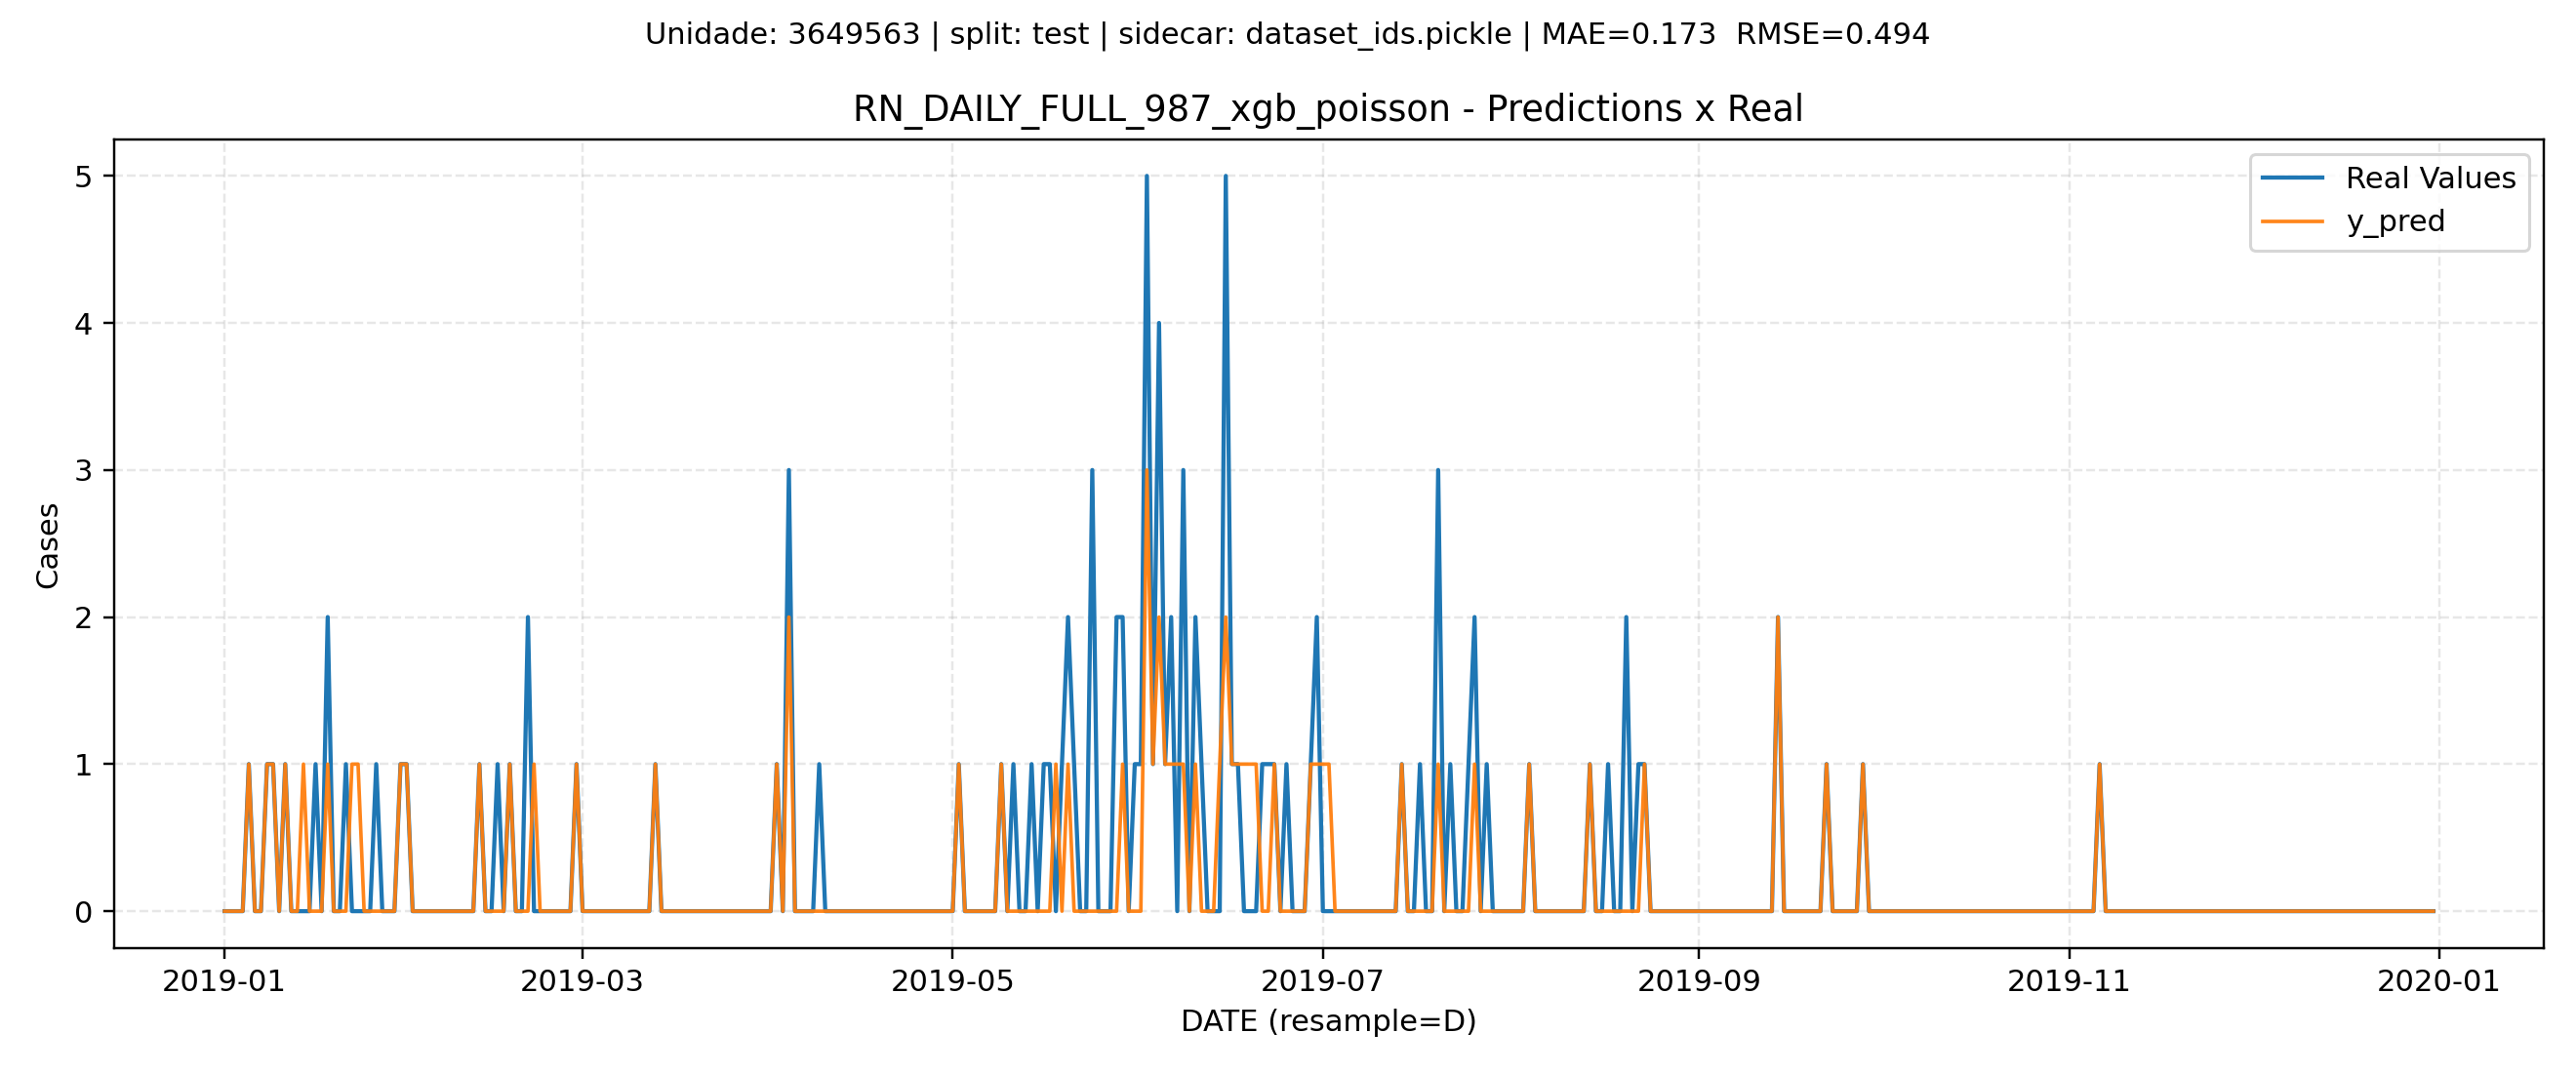 Unidade: 3649563 | split: test | sidecar: dataset_ids.pickle | MAE=0.173  RMSE=0.494
RN_DAILY_FULL_987_xgb_poisson - Predictions x Real
Real Values
y_pred
5
4
3
2
1
0
Cases
2019-01 2019-03 2019-05 2019-07 2019-09 2019-11 2020-01
DATE (resample=D)